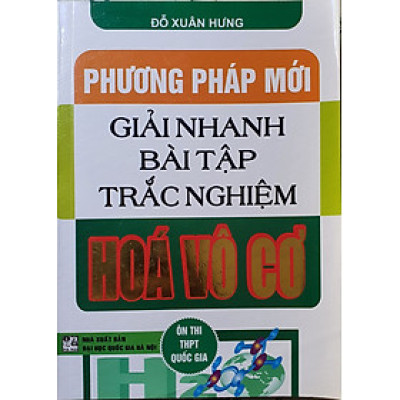 ĐỖ XUÂN HƯNG
PHƯƠNG PHÁP MỚI
GIẢI NHANH
BÀI TẬP
TRẮC NGHIỆM
HOÁ VÔ CƠ
ÔN THI
THPT
QUỐC GIA
NHÀ XUẤT BẢN
ĐẠI HỌC QUỐC GIA HÀ NỘI
H2